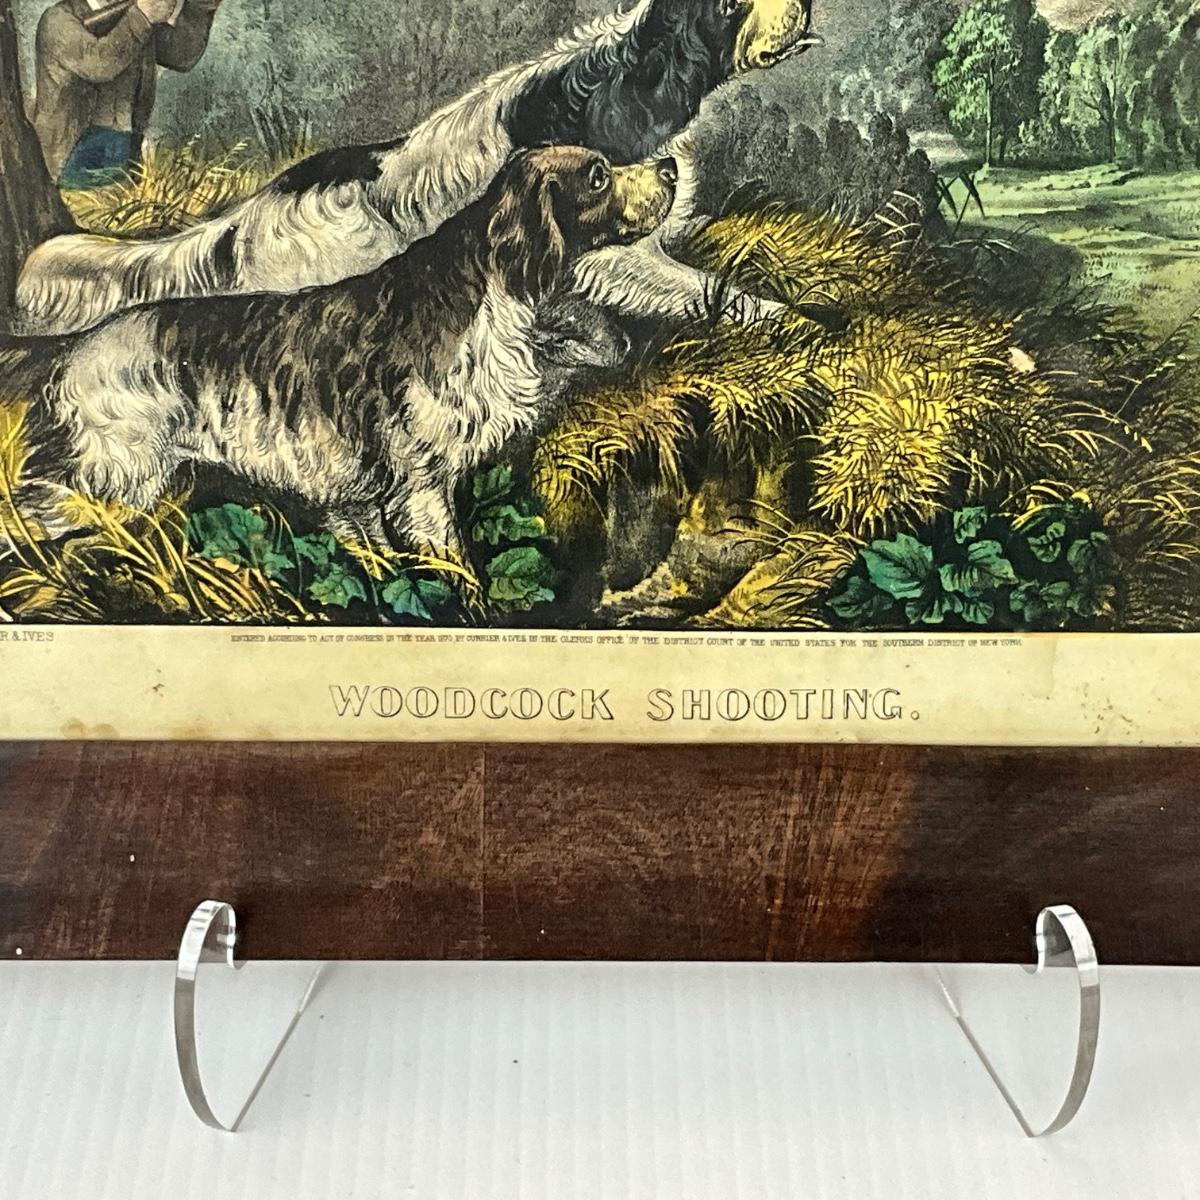 R & IVES
ENTERED ACCORDING TO ACT OF CONGRESS IN THE YEAR 1870, BY CURRIER & IVES, IN THE CLERKS OFFICE OF THE DISTRICT COURT OF THE UNITED STATES FOR THE SOUTHERN DISTRICT OF NEW YORK.
WOODCOCK SHOOTING.